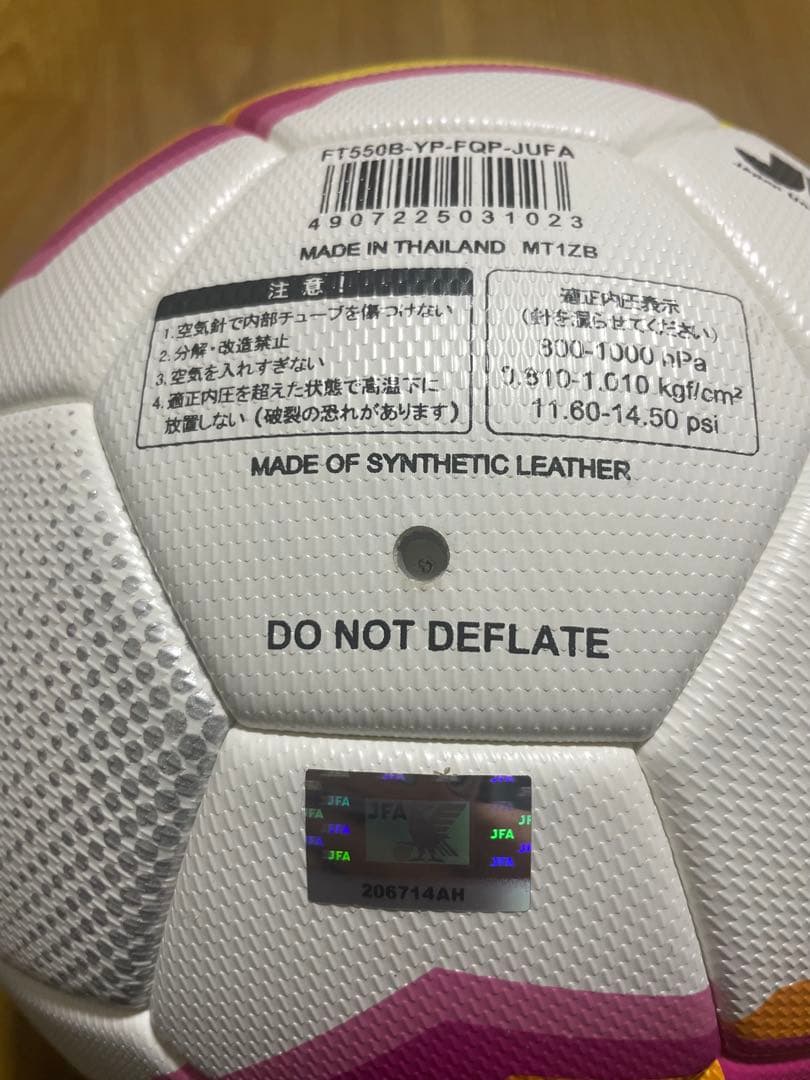 FT550B-YP-FQP-JUFA
4907225031023
MADE IN THAILAND MT1ZB
注意!
1.空気針で内部チューブを傷つけない
2.分解・改造禁止
3.空気を入れすぎない
4.適正内圧を超えた状態で高温下に
放置しない(破裂の恐れがあります)
適正内圧表示
(針を濡らせてください)
800-1000 hPa
0.810-1.010 kgf/cm²
11.60-14.50 psi
MADE OF SYNTHETIC LEATHER
DO NOT DEFLATE
JFA
JFA
JFA
JFA
JFA
206714AH